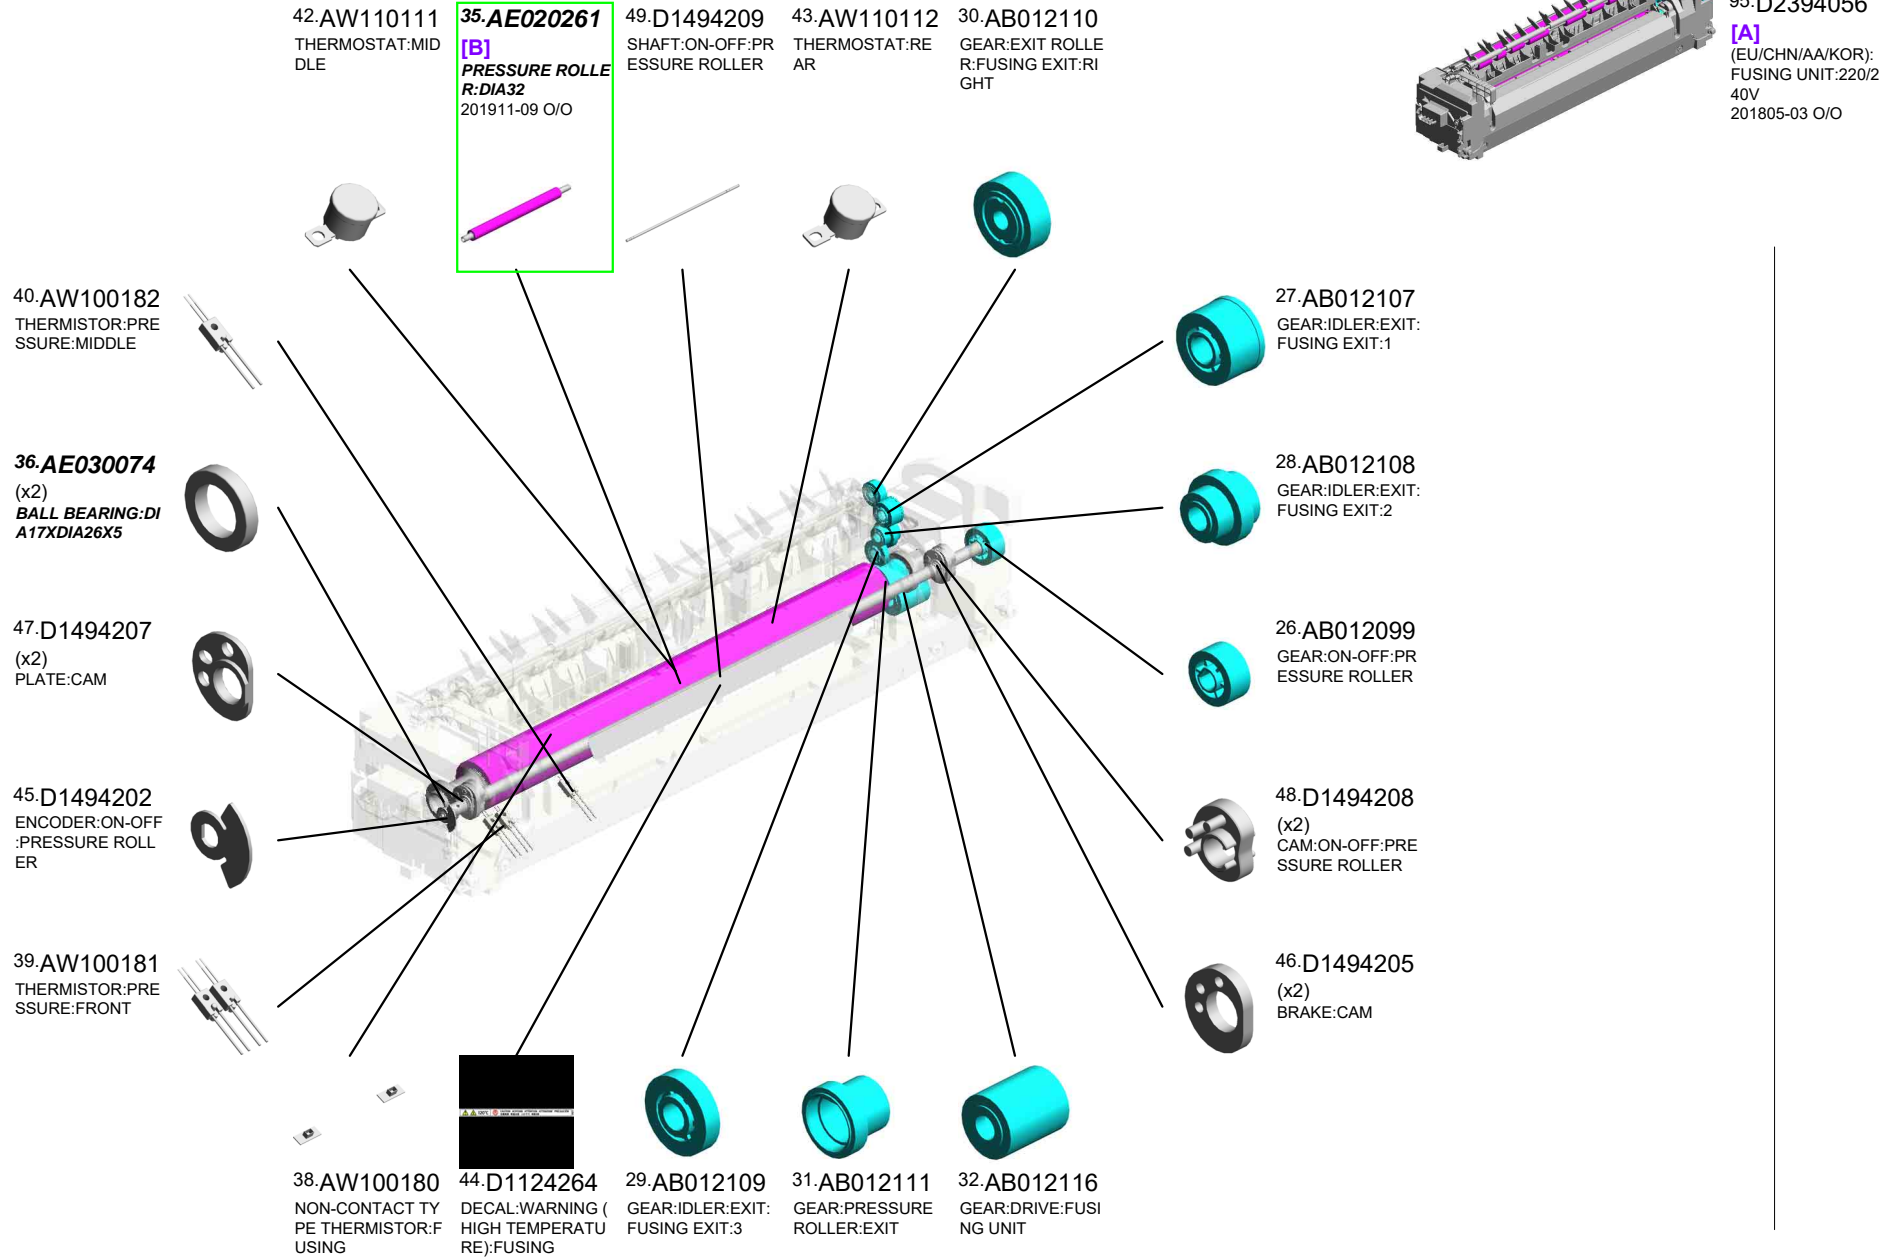 42.AW110111
THERMOSTAT:MID
DLE
35.AE020261
[B]
PRESSURE ROLLE
R:DIA32
201911-09 O/O
49.D1494209
SHAFT:ON-OFF:PR
ESSURE ROLLER
43.AW110112
THERMOSTAT:RE
AR
30.AB012110
GEAR:EXIT ROLLE
R:FUSING EXIT:RI
GHT
95.D2394056
[A]
(EU/CHN/AA/KOR):
FUSING UNIT:220/2
40V
201805-03 O/O
40.AW100182
THERMISTOR:PRE
SSURE:MIDDLE
27.AB012107
GEAR:IDLER:EXIT:
FUSING EXIT:1
36.AE030074
(x2)
BALL BEARING:DI
A17XDIA26X5
28.AB012108
GEAR:IDLER:EXIT:
FUSING EXIT:2
47.D1494207
(x2)
PLATE:CAM
26.AB012099
GEAR:ON-OFF:PR
ESSURE ROLLER
45.D1494202
ENCODER:ON-OFF
:PRESSURE ROLL
ER
48.D1494208
(x2)
CAM:ON-OFF:PRE
SSURE ROLLER
39.AW100181
THERMISTOR:PRE
SSURE:FRONT
46.D1494205
(x2)
BRAKE:CAM
38.AW100180
NON-CONTACT TY
PE THERMISTOR:F
USING
44.D1124264
DECAL:WARNING (
HIGH TEMPERATU
RE):FUSING
29.AB012109
GEAR:IDLER:EXIT:
FUSING EXIT:3
31.AB012111
GEAR:PRESSURE
ROLLER:EXIT
32.AB012116
GEAR:DRIVE:FUSI
NG UNIT